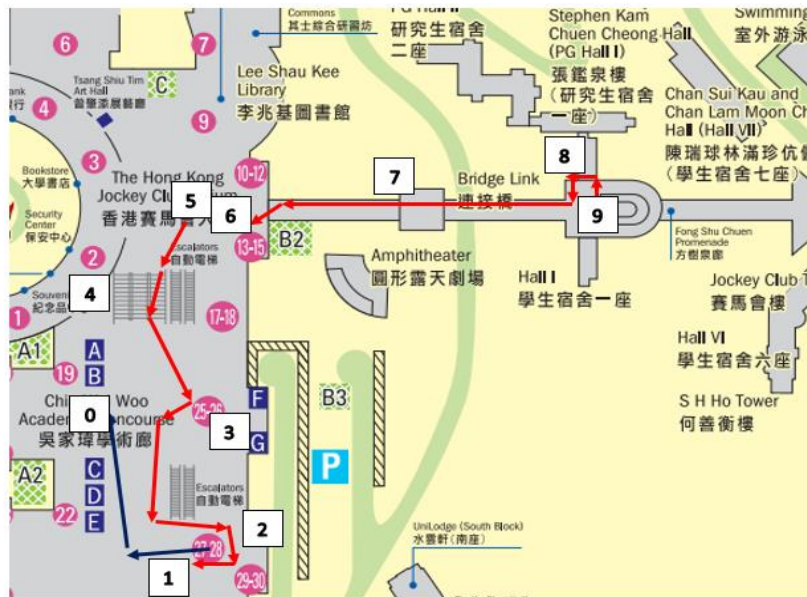 Commons
其士綜合研習坊
研究生宿舍
二座
Stephen Kam
Chuen Cheong Hall
(PG Hall I)
張鑑泉樓
(研究生宿舍
一座)
Swimming
室外游泳
6
7
C
Tsang Shiu Tim
Art Hall
曾肇添展藝廳
4
9
3
Lee Shau Kee
Library
李兆基圖書館
Chan Sui Kau and
Chan Lam Moon Ch
Hall (Hall VII)
陳瑞球林滿珍伉儷
(學生宿舍七座)
Bookstore
大學書店
The Hong Kong
香港賽馬會大
10-12
5
6
7
Bridge Link
連接橋
8
9
Security
Center
保安中心
2
Escalators
自動電梯
13-15
B2
Amphitheater
圓形露天劇場
Fong Shu Chuen
Promenade
方樹泉廊
Hall I
學生宿舍一座
4
紀念品
1
17-18
Jockey Club T
賽馬會樓
A1
A
B
19
Hall VI
學生宿舍六座
0
Woo
Academ
Concourse
吳家瑋學術廊
25-26
F
G
3
B3
S H Ho Tower
何善衡樓
A2
C
D
E
22
Escalators
自動電梯
P
2
27-28
1
29-30
UniLodge (South Block)
水雲軒(南座)